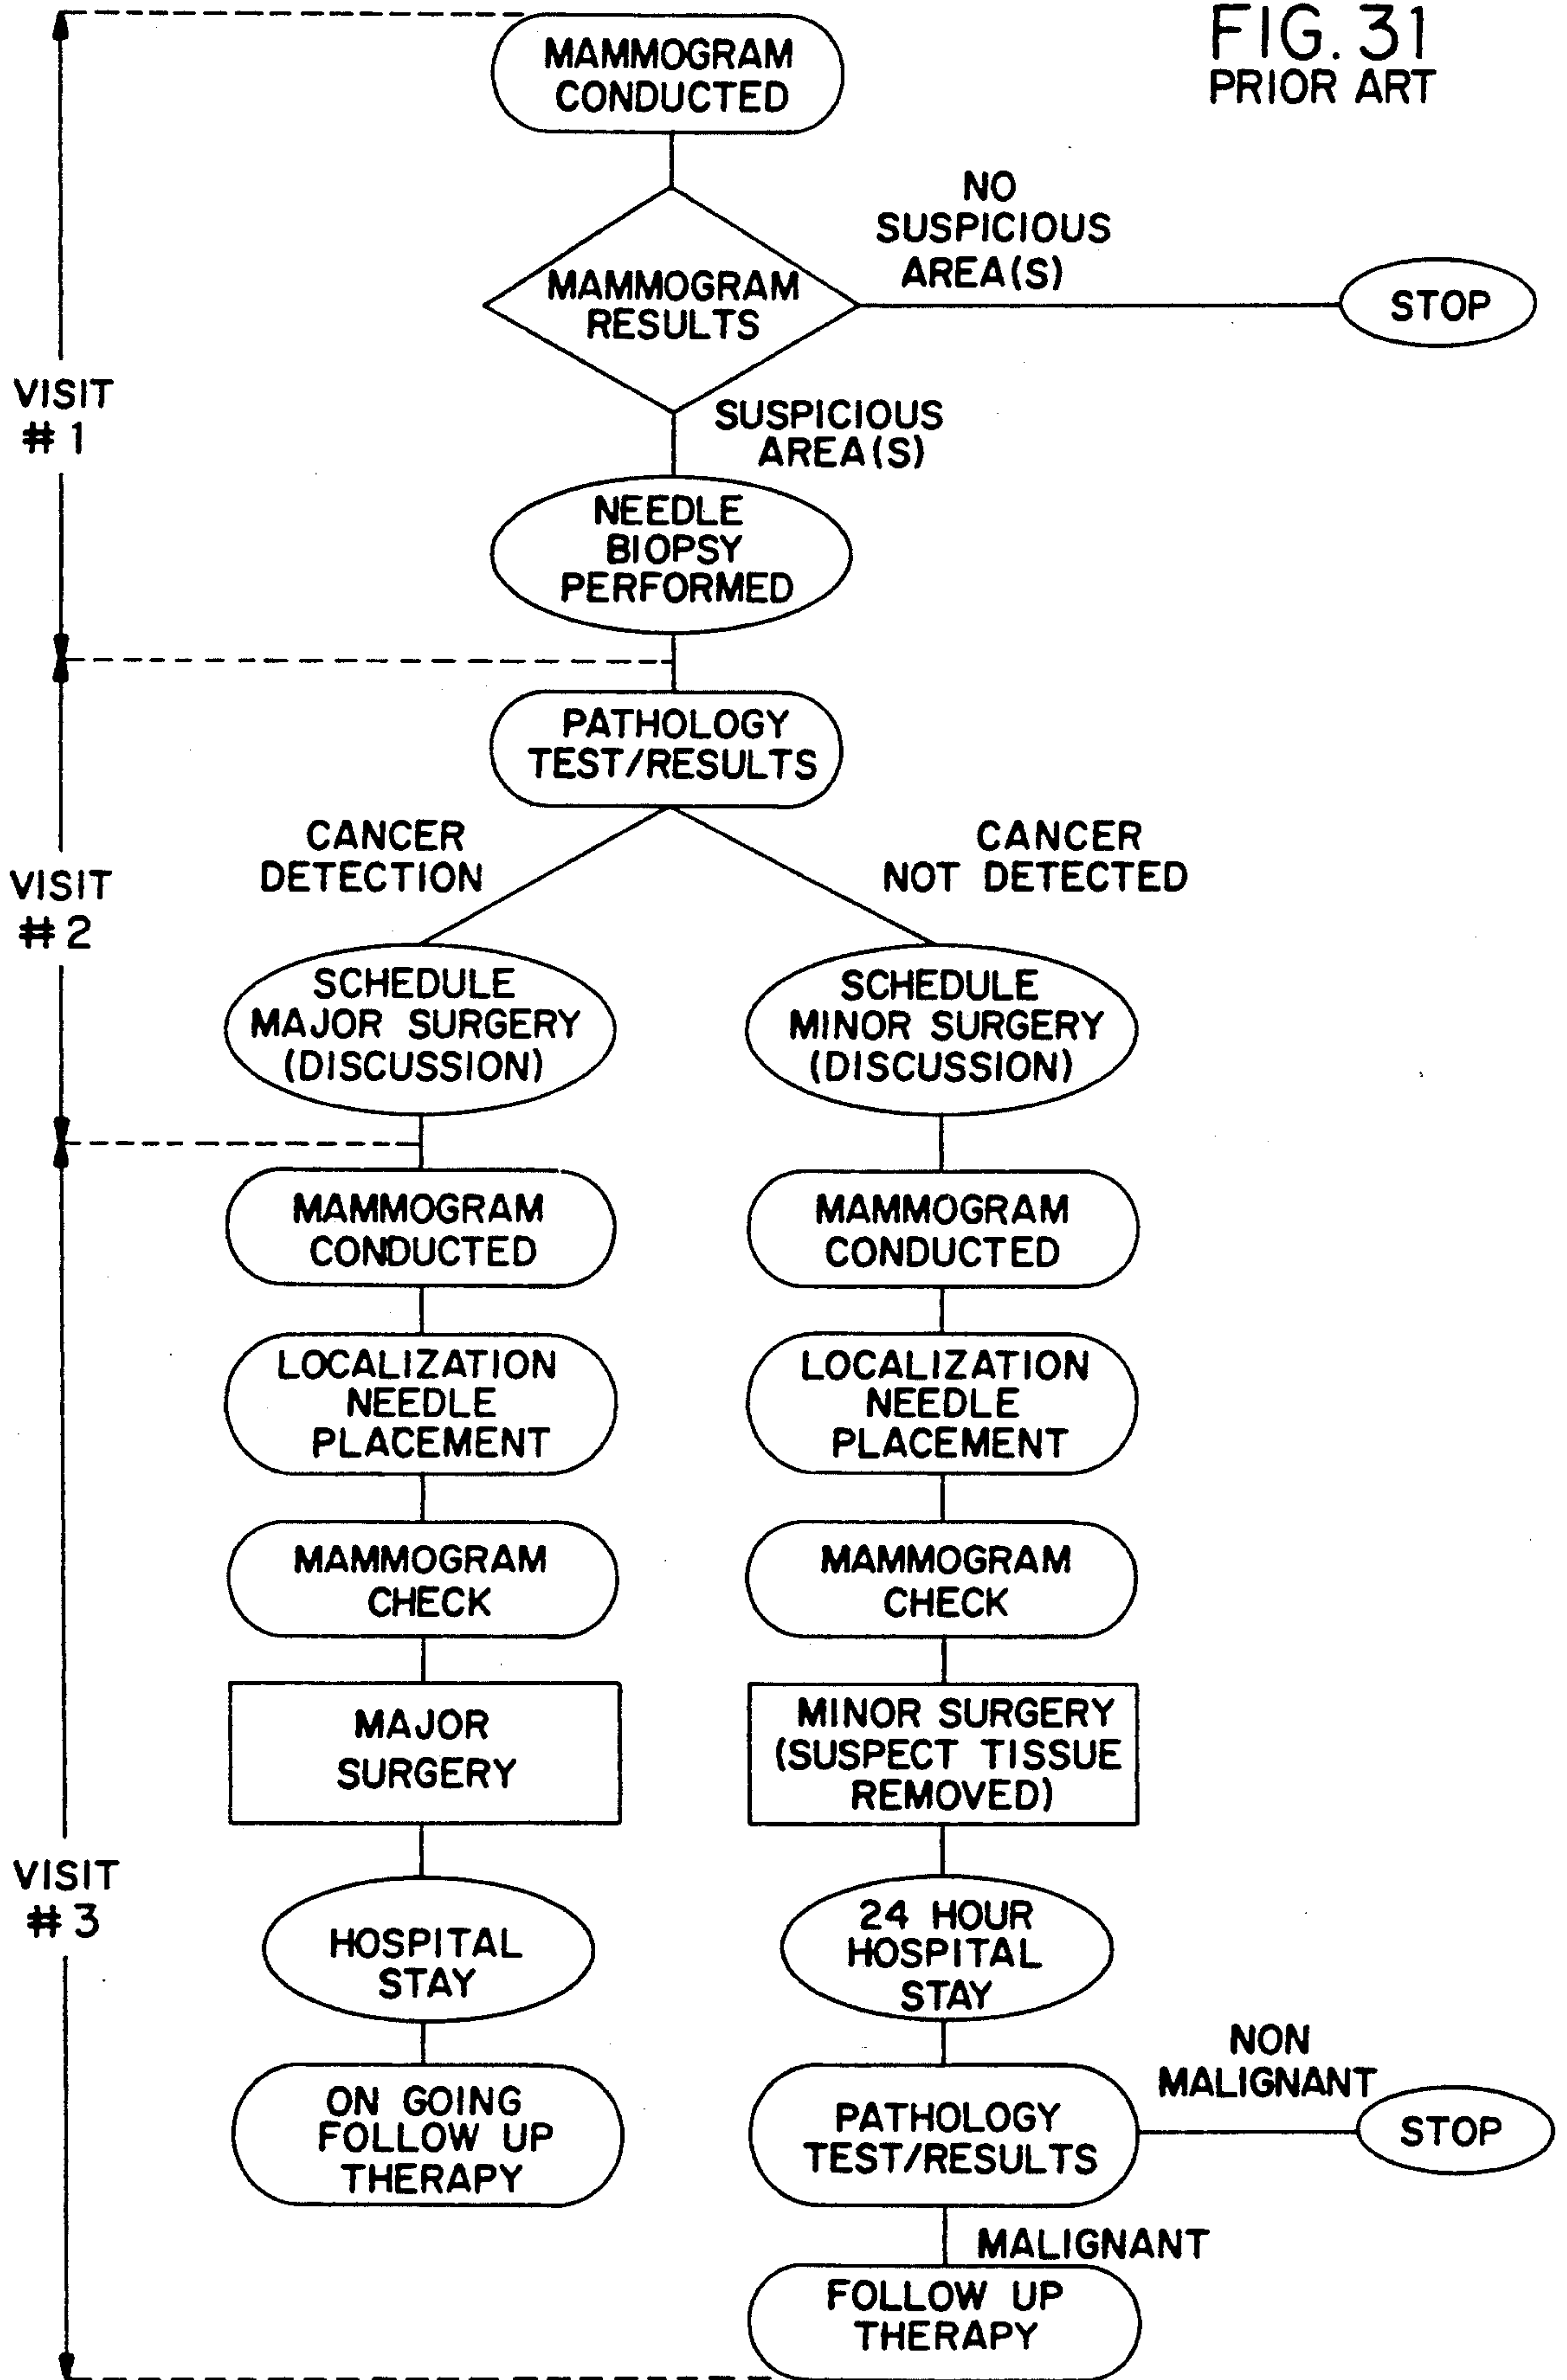 FIG. 31
PRIOR ART
MAMMOGRAM
CONDUCTED
NO
SUSPICIOUS
AREA(S)
MAMMOGRAM
RESULTS
STOP
VISIT
# 1
SUSPICIOUS
AREA(S)
NEEDLE
BIOPSY
PERFORMED
PATHOLOGY
TEST/RESULTS
CANCER
DETECTION
CANCER
NOT DETECTED
VISIT
# 2
SCHEDULE
MAJOR SURGERY
(DISCUSSION)
SCHEDULE
MINOR SURGERY
(DISCUSSION)
MAMMOGRAM
CONDUCTED
MAMMOGRAM
CONDUCTED
LOCALIZATION
NEEDLE
PLACEMENT
LOCALIZATION
NEEDLE
PLACEMENT
MAMMOGRAM
CHECK
MAMMOGRAM
CHECK
MAJOR
SURGERY
MINOR SURGERY
(SUSPECT TISSUE
REMOVED)
VISIT
# 3
HOSPITAL
STAY
24 HOUR
HOSPITAL
STAY
ON GOING
FOLLOW UP
THERAPY
PATHOLOGY
TEST/RESULTS
NON
MALIGNANT
STOP
MALIGNANT
FOLLOW UP
THERAPY